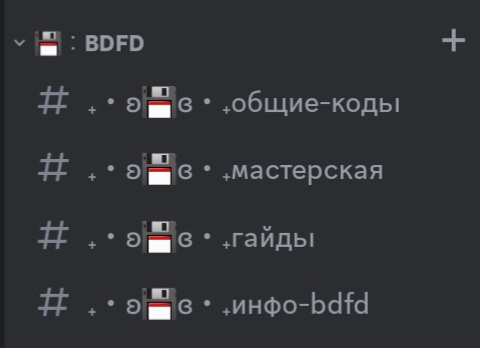 💾 : BDFD
₊ • ʚ💾ɞ • ₊общие-коды
₊ • ʚ💾ɞ • ₊мастерская
₊ • ʚ💾ɞ • ₊гайды
₊ • ʚ💾ɞ • ₊инфо-bdfd